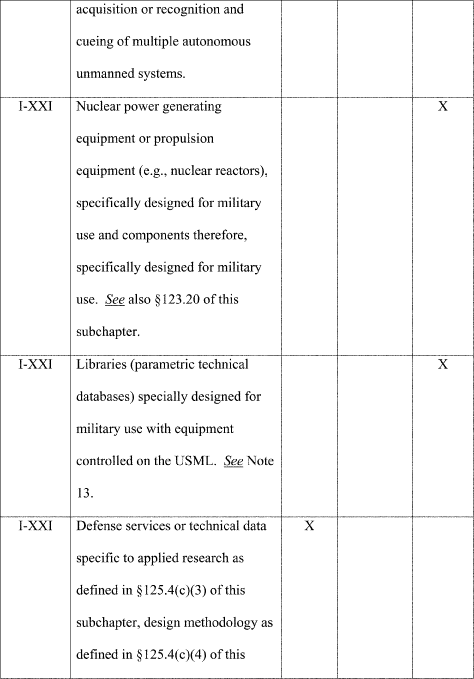 acquisition or recognition and
cueing of multiple autonomous
unmanned systems.
I-XXI Nuclear power generating X
equipment or propulsion
equipment (e.g., nuclear reactors),
specifically designed for military
use and components therefore,
specifically designed for military
use. See also §123.20 of this
subchapter.
I-XXI Libraries (parametric technical X
databases) specially designed for
military use with equipment
controlled on the USML. See Note
13.
I-XXI Defense services or technical data X
specific to applied research as
defined in §125.4(c)(3) of this
subchapter, design methodology as
defined in §125.4(c)(4) of this